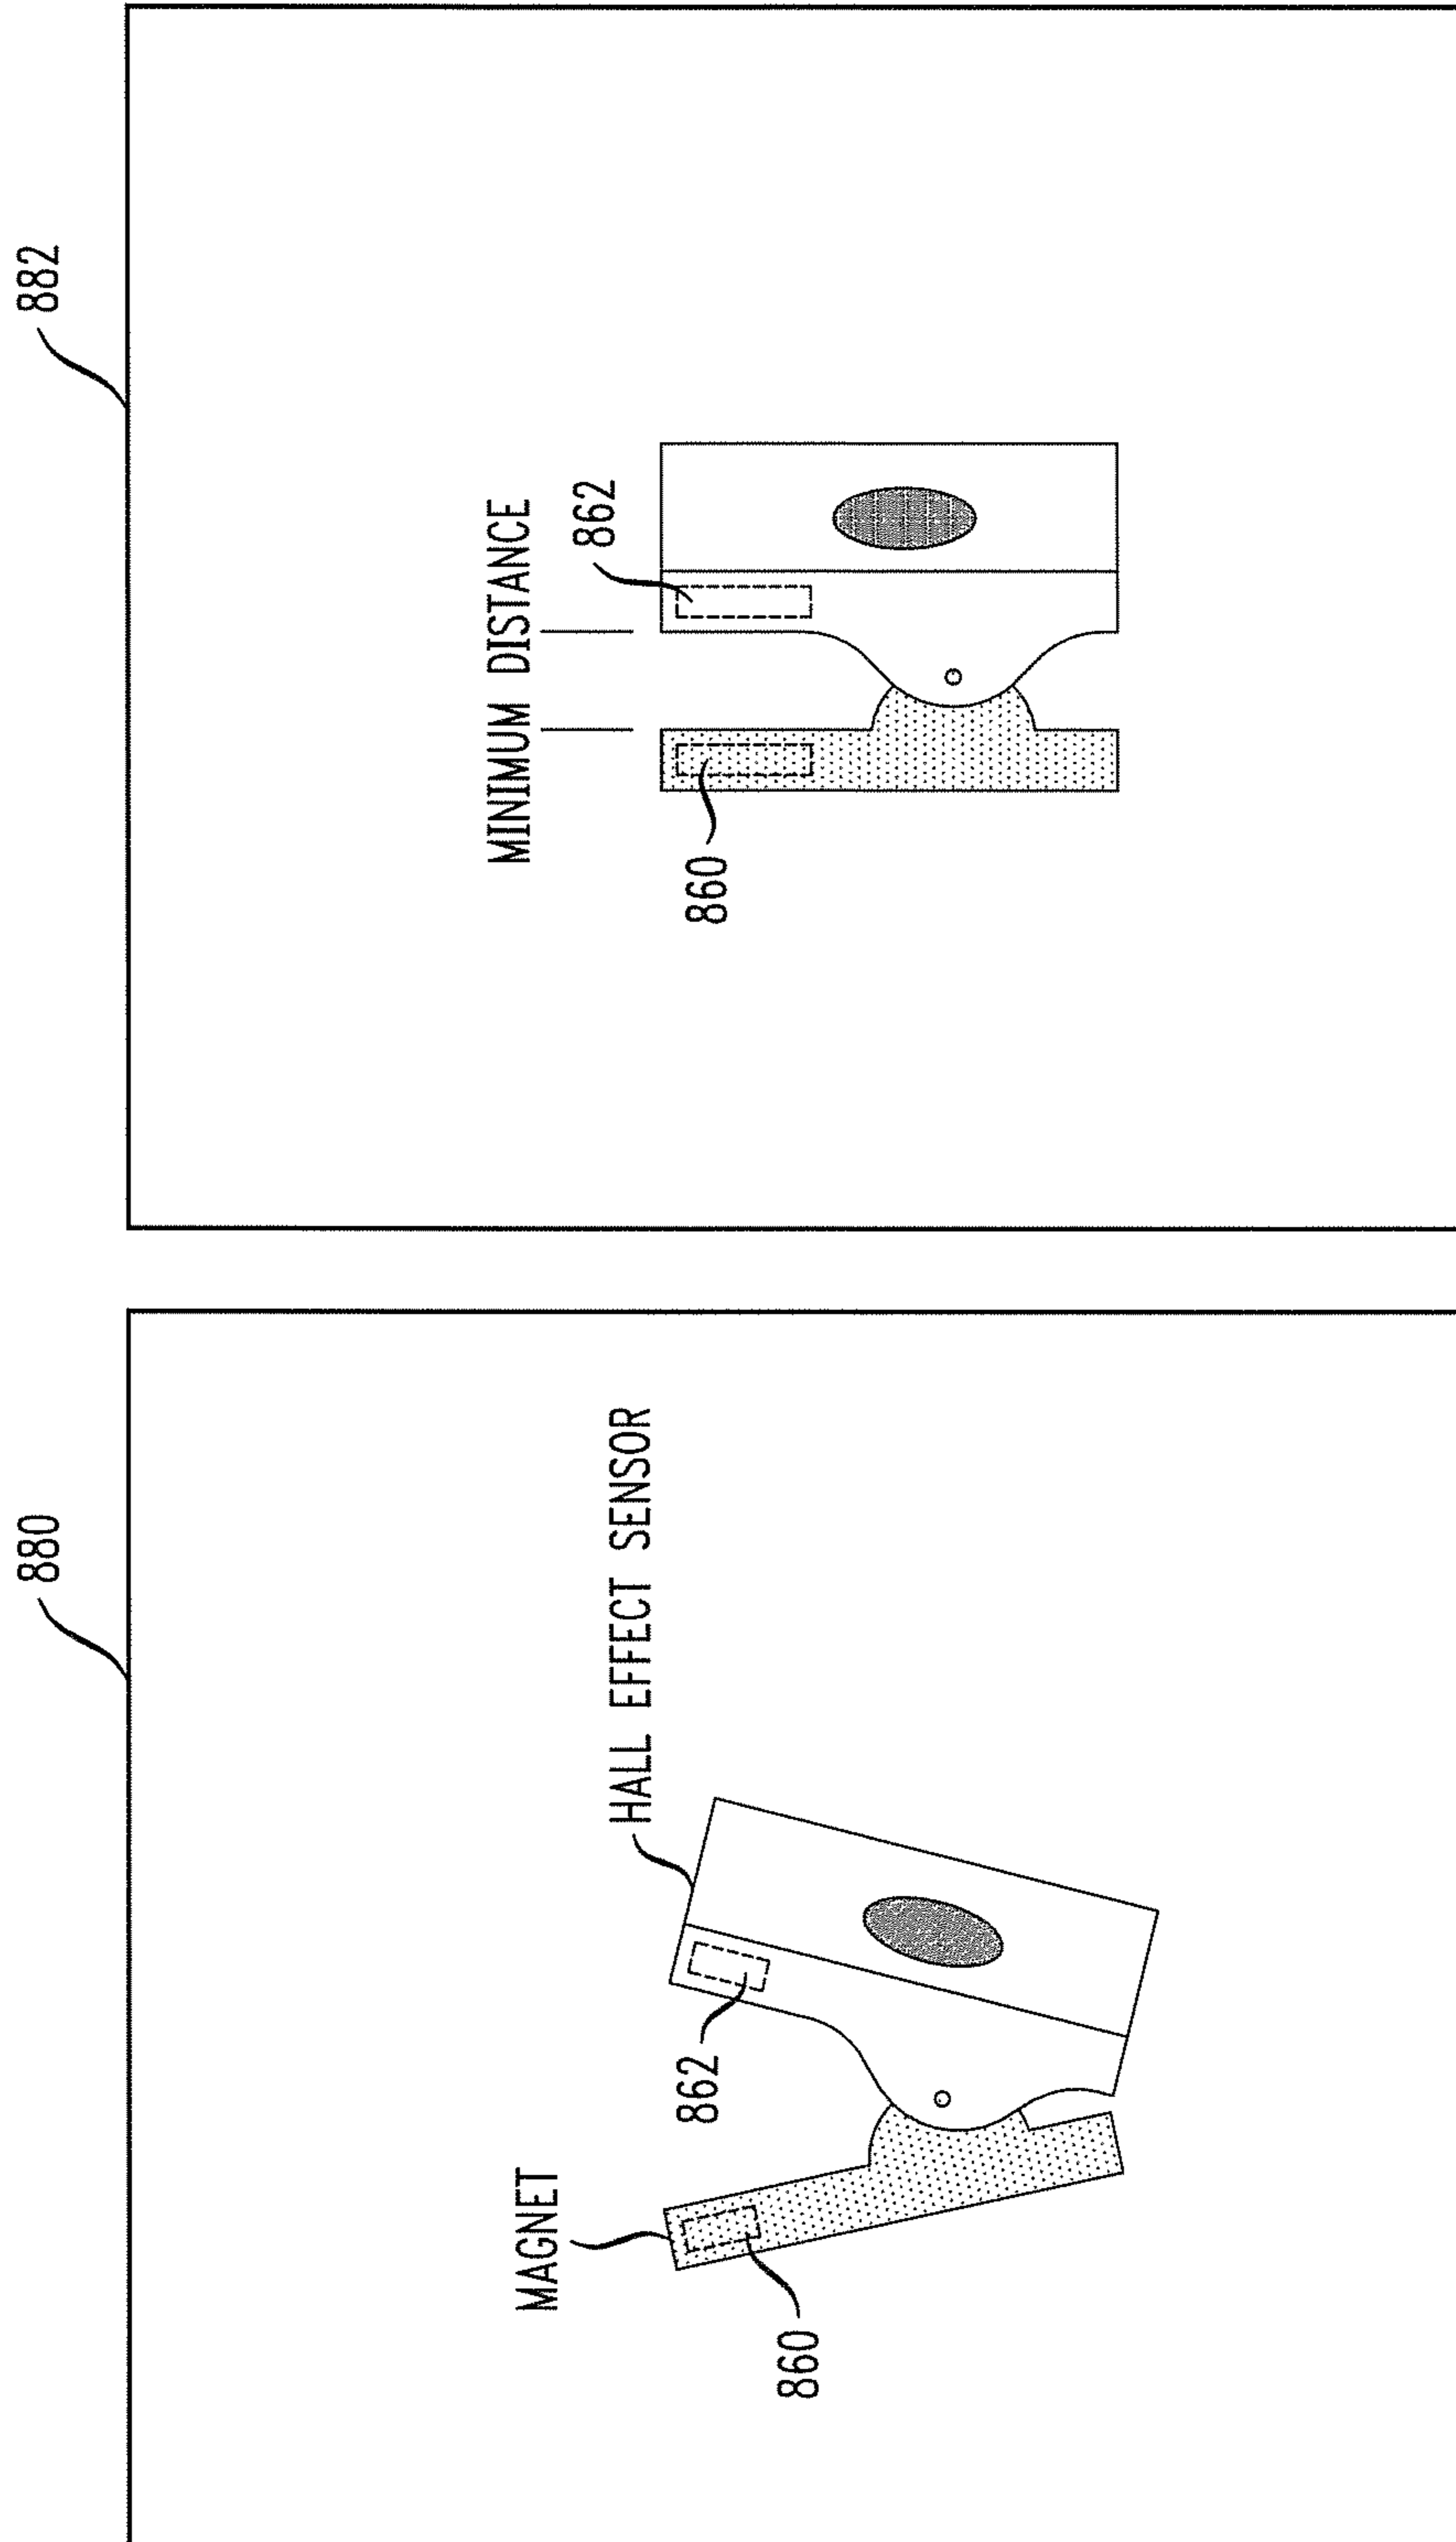 880
MAGNET
HALL EFFECT SENSOR
862
860
882
MINIMUM DISTANCE
862
860